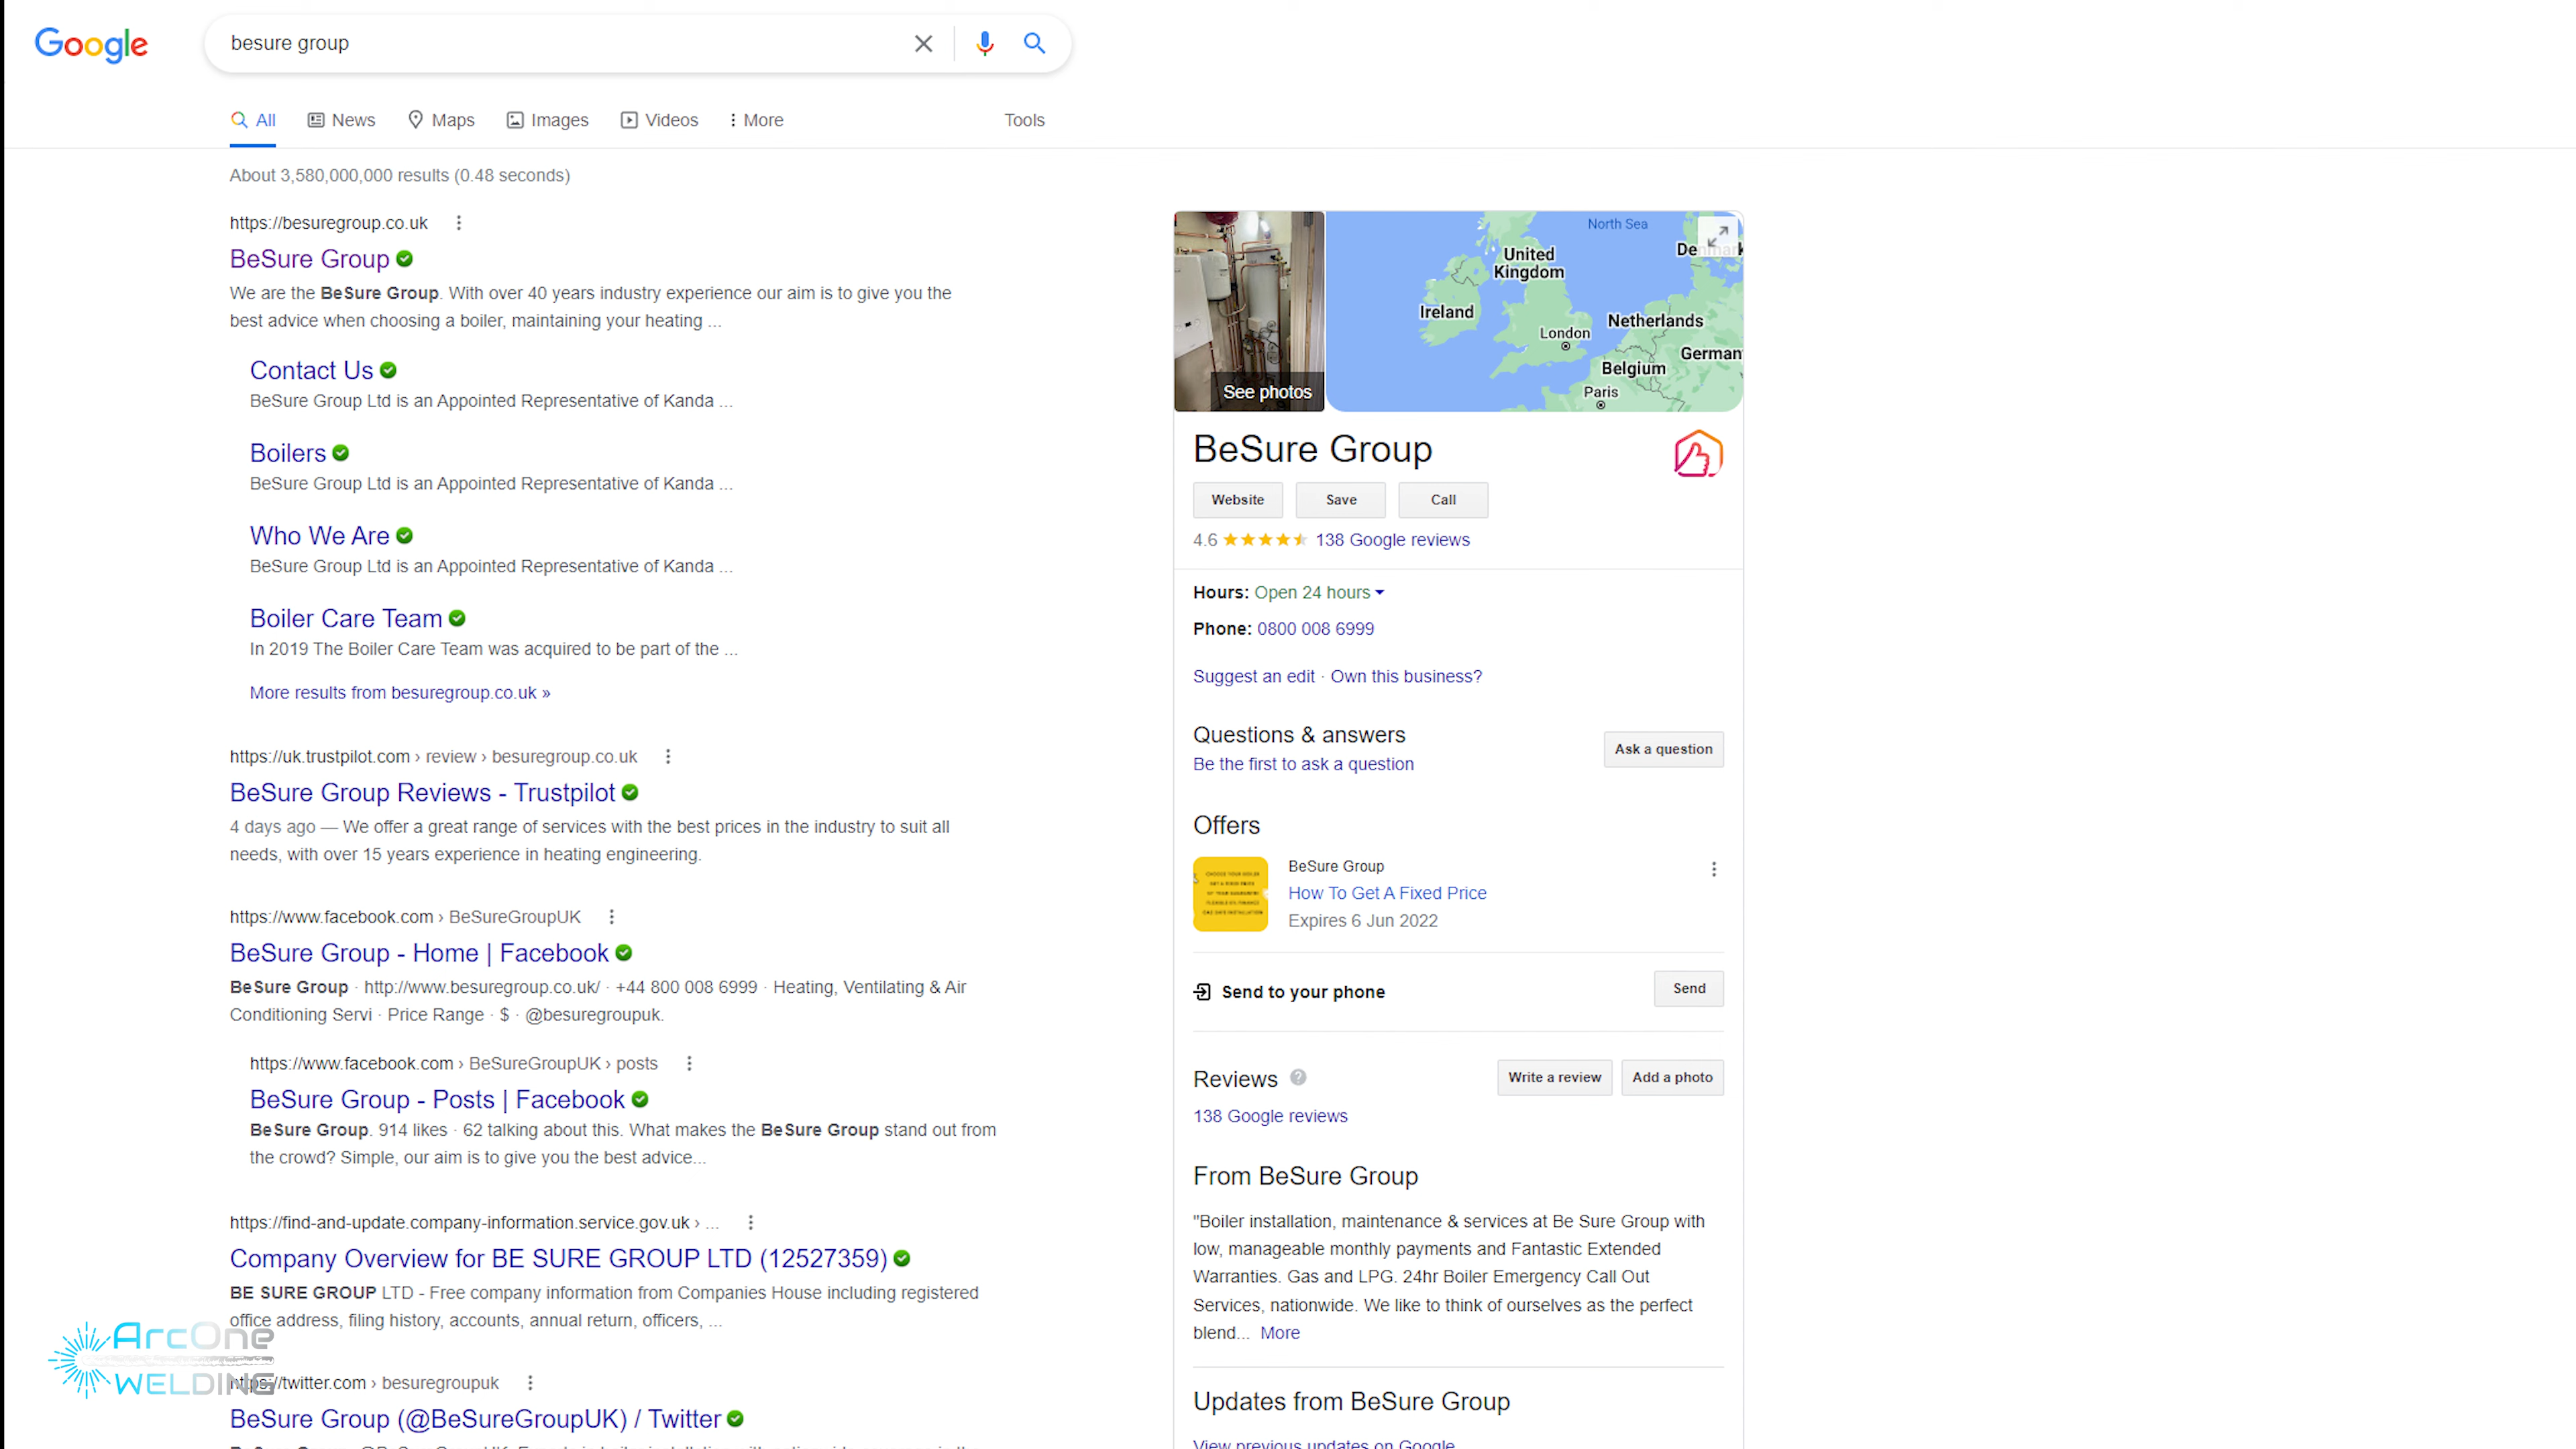 Google
besure group
All
News
Maps
Images
Videos
More
Tools
About 3,580,000,000 results (0.48 seconds)
https://besuregroup.co.uk
BeSure Group
We are the BeSure Group. With over 40 years industry experience our aim is to give you the
best advice when choosing a boiler, maintaining your heating ...
Contact Us
BeSure Group Ltd is an Appointed Representative of Kanda ...
Boilers
BeSure Group Ltd is an Appointed Representative of Kanda ...
Who We Are
BeSure Group Ltd is an Appointed Representative of Kanda ...
Boiler Care Team
In 2019 The Boiler Care Team was acquired to be part of the ...
More results from besuregroup.co.uk »
https://uk.trustpilot.com › review › besuregroup.co.uk
BeSure Group Reviews - Trustpilot
4 days ago — We offer a great range of services with the best prices in the industry to suit all
needs, with over 15 years experience in heating engineering.
https://www.facebook.com › BeSureGroupUK
BeSure Group - Home | Facebook
BeSure Group · http://www.besuregroup.co.uk/ · +44 800 008 6999 · Heating, Ventilating & Air
Conditioning Servi · Price Range · $ · @besuregroupuk.
https://www.facebook.com › BeSureGroupUK › posts
BeSure Group - Posts | Facebook
BeSure Group. 914 likes · 62 talking about this. What makes the BeSure Group stand out from
the crowd? Simple, our aim is to give you the best advice...
https://find-and-update.company-information.service.gov.uk › ...
Company Overview for BE SURE GROUP LTD (12527359)
BE SURE GROUP LTD - Free company information from Companies House including registered
office address, filing history, accounts, annual return, officers, ...
https://twitter.com › besuregroupuk
BeSure Group (@BeSureGroupUK) / Twitter
ArcOne
WELDING
North Sea
Denmark
United
Kingdom
Ireland
Netherlands
London
German
Belgium
Paris
See photos
BeSure Group
Website
Save
Call
4.6
138 Google reviews
Hours: Open 24 hours
Phone: 0800 008 6999
Suggest an edit · Own this business?
Questions & answers
Be the first to ask a question
Ask a question
Offers
BeSure Group
How To Get A Fixed Price
Expires 6 Jun 2022
Send to your phone
Send
Reviews
Write a review
Add a photo
138 Google reviews
From BeSure Group
"Boiler installation, maintenance & services at Be Sure Group with
low, manageable monthly payments and Fantastic Extended
Warranties. Gas and LPG. 24hr Boiler Emergency Call Out
Services, nationwide. We like to think of ourselves as the perfect
blend... More
Updates from BeSure Group
View previous updates on Google